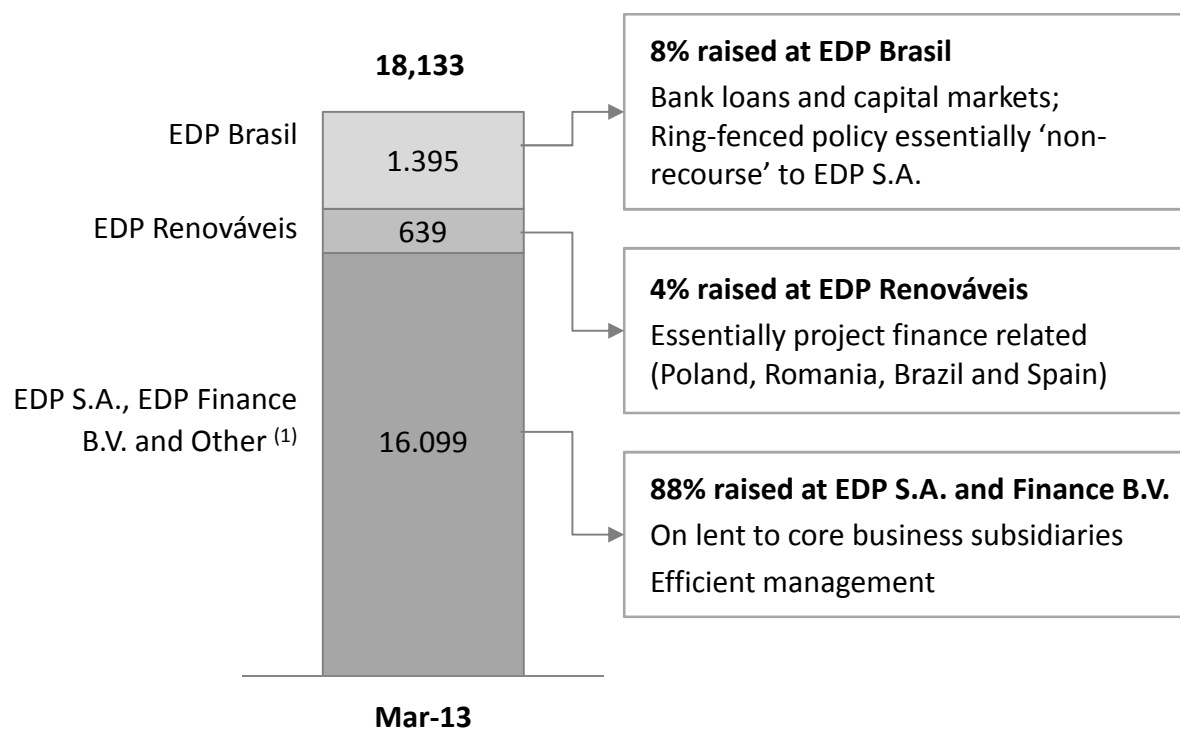 18,133
EDP Brasil
1.395
EDP Renováveis
639
EDP S.A., EDP Finance
B.V. and Other (1)
16.099
Mar-13
8% raised at EDP Brasil
Bank loans and capital markets;
Ring-fenced policy essentially ‘non-
recourse’ to EDP S.A.
4% raised at EDP Renováveis
Essentially project finance related
(Poland, Romania, Brazil and Spain)
88% raised at EDP S.A. and Finance B.V.
On lent to core business subsidiaries
Efficient management